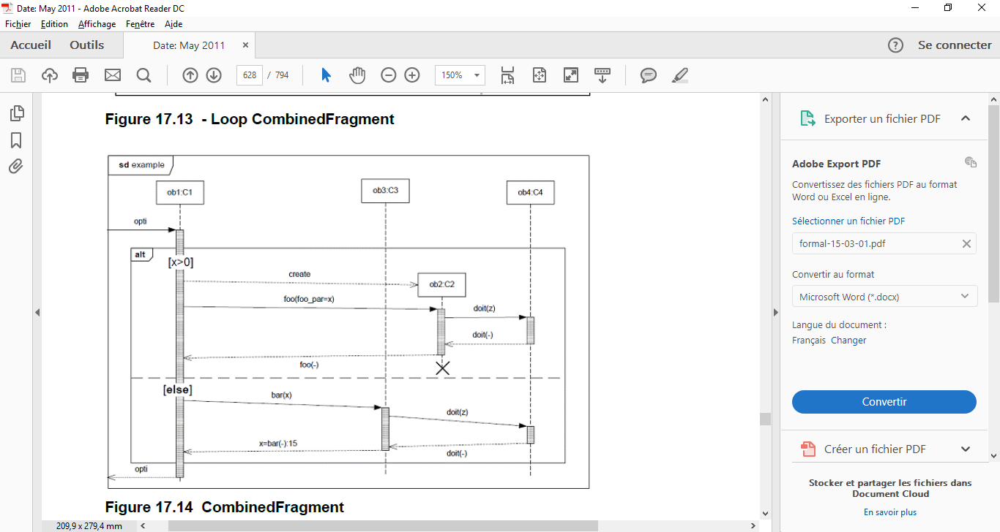 Date: May 2011 - Adobe Acrobat Reader DC
Fichier Edition Affichage Fenêtre Aide
Accueil Outils Date: May 2011 × ? Se connecter
628 / 794 150%
Figure 17.13 - Loop CombinedFragment
sd example
ob1:C1 ob3:C3 ob4:C4
opti
alt
[x>0]
create
ob2:C2
foo(foo_par=x)
doit(z)
doit(-)
foo(-)
[else]
bar(x)
doit(z)
x=bar(-):15
doit(-)
opti
Figure 17.14 CombinedFragment
209,9 x 279,4 mm
Exporter un fichier PDF
Adobe Export PDF
Convertissez des fichiers PDF au format
Word ou Excel en ligne.
Sélectionner un fichier PDF
formal-15-03-01.pdf
Convertir au format
Microsoft Word (*.docx)
Langue du document :
Français Changer
Convertir
Créer un fichier PDF
Stocker et partager les fichiers dans
Document Cloud
En savoir plus